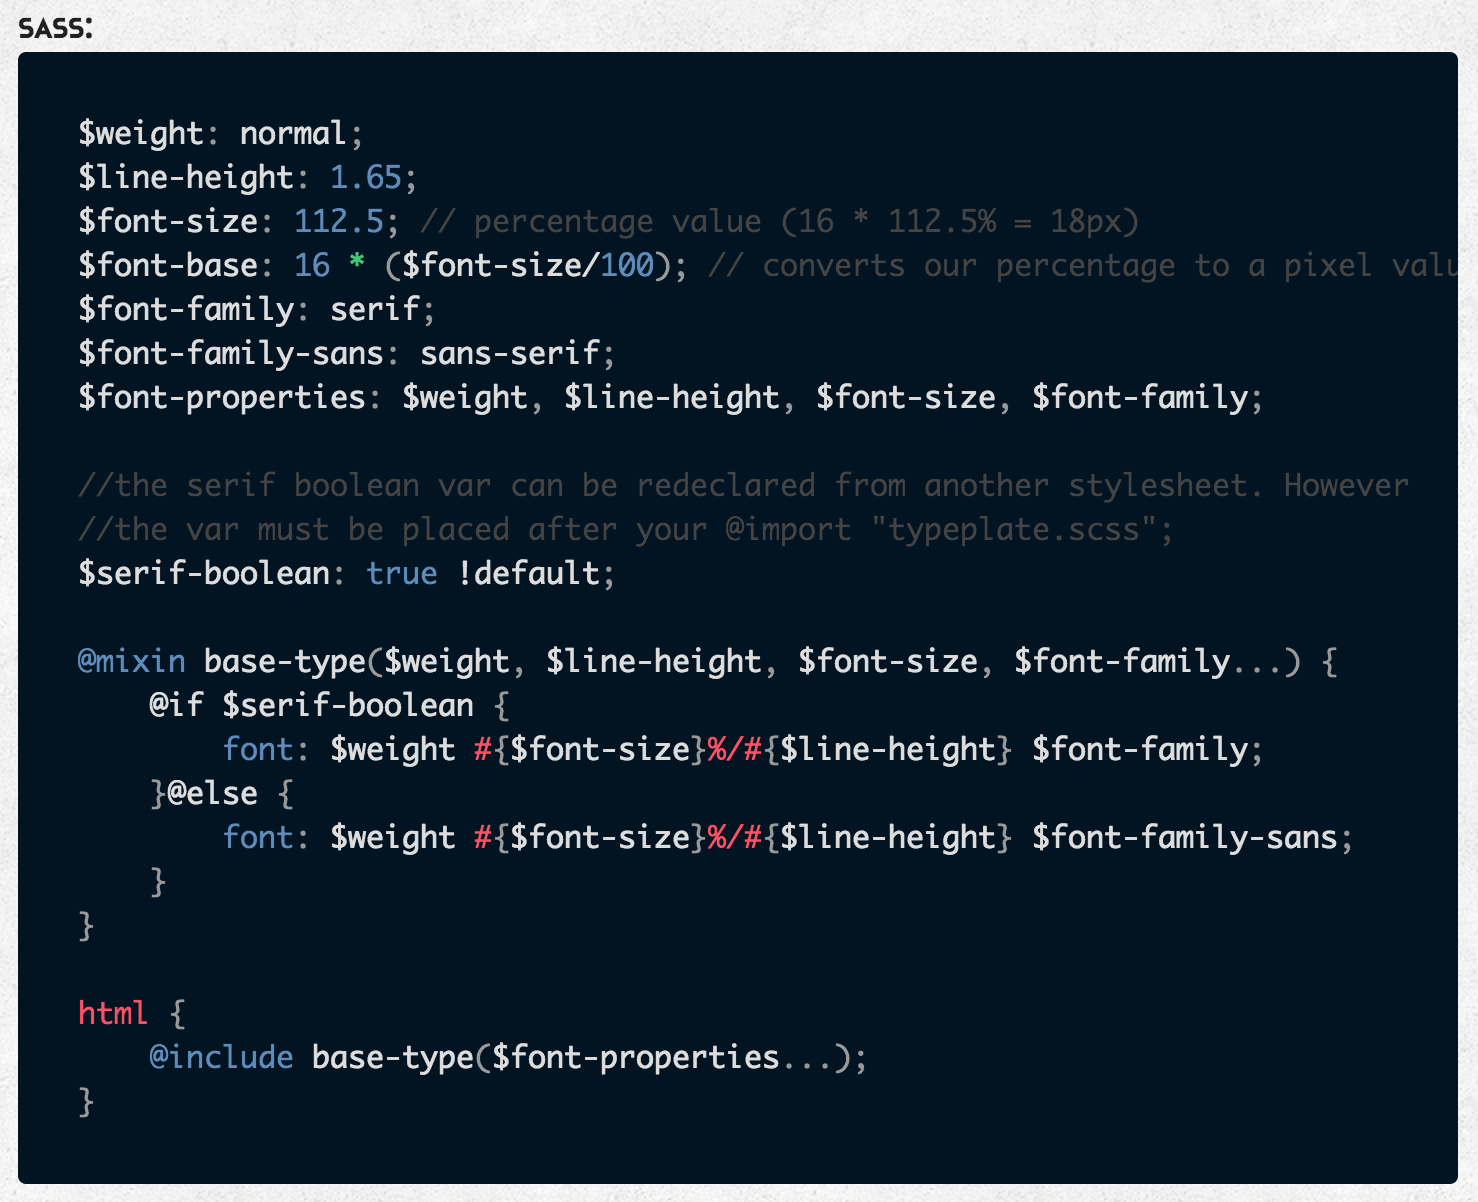 SASS:
$weight: normal;
$line-height: 1.65;
$font-size: 112.5; // percentage value (16 * 112.5% = 18px)
$font-base: 16 * ($font-size/100); // converts our percentage to a pixel valu
$font-family: serif;
$font-family-sans: sans-serif;
$font-properties: $weight, $line-height, $font-size, $font-family;
//the serif boolean var can be redeclared from another stylesheet. However
//the var must be placed after your @import "typeplate.scss";
$serif-boolean: true !default;
@mixin base-type($weight, $line-height, $font-size, $font-family...) {
    @if $serif-boolean {
        font: $weight #{$font-size}%/#{$line-height} $font-family;
    }@else {
        font: $weight #{$font-size}%/#{$line-height} $font-family-sans;
    }
}
html {
    @include base-type($font-properties...);
}